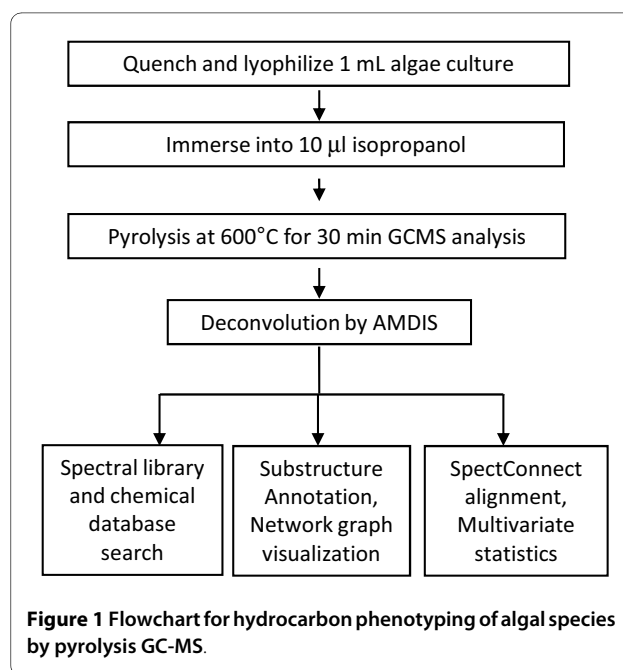 Quench and lyophilize 1 mL algae culture
Immerse into 10 µl isopropanol
Pyrolysis at 600°C for 30 min GCMS analysis
Deconvolution by AMDIS
Spectral library
and chemical
database
search
Substructure
Annotation,
Network graph
visualization
SpectConnect
alignment,
Multivariate
statistics
Figure 1 Flowchart for hydrocarbon phenotyping of algal species
by pyrolysis GC-MS.